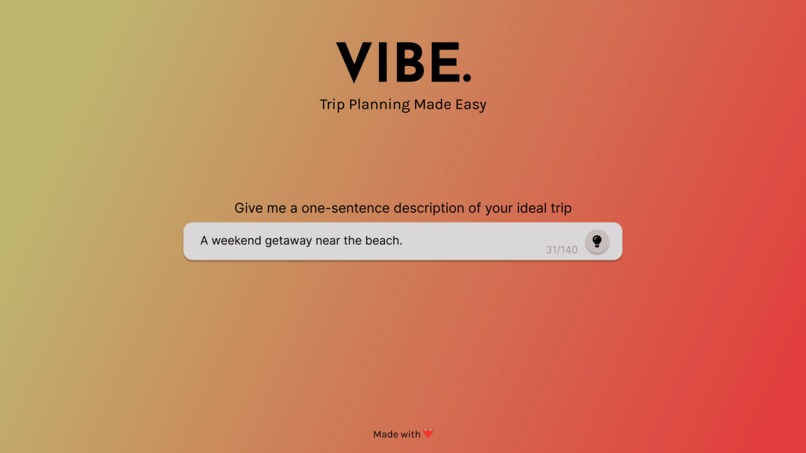 VIBE.
Trip Planning Made Easy
Give me a one-sentence description of your ideal trip
A weekend getaway near the beach.
31/140
Made with ❤️